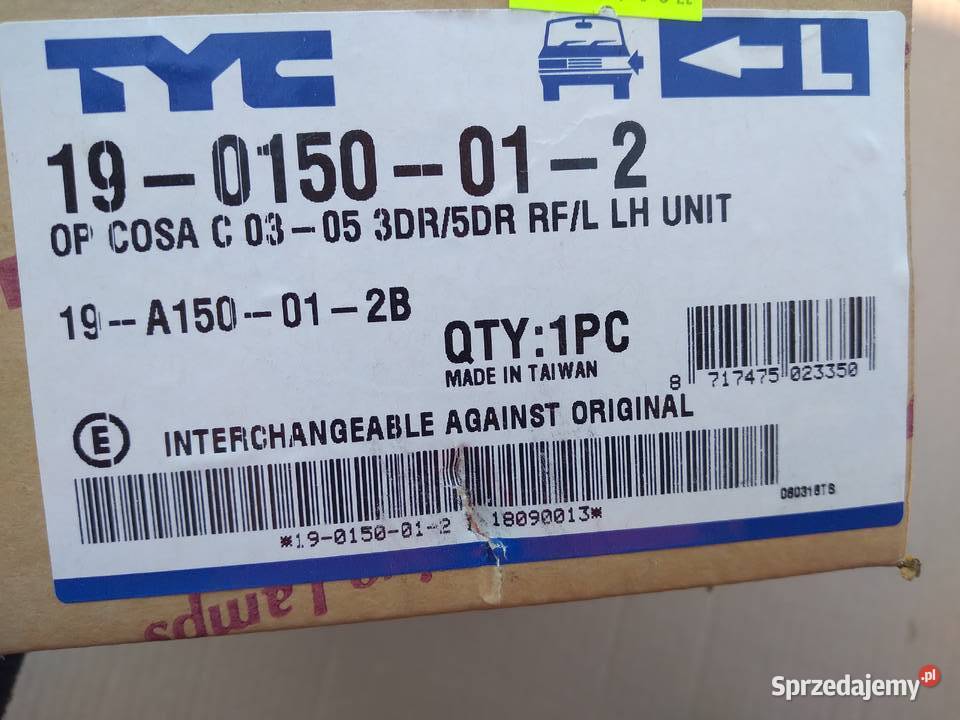 TYC
L
19-0150-01-2
OP COSA C 03-05 3DR/5DR RF/L LH UNIT
19-A150-01-2B
QTY:1PC
MADE IN TAIWAN
8 717475 023350
E INTERCHANGEABLE AGAINST ORIGINAL
080318TS
*19-0150-01-2 18090013*
Lamps
Sprzedajemy.pl